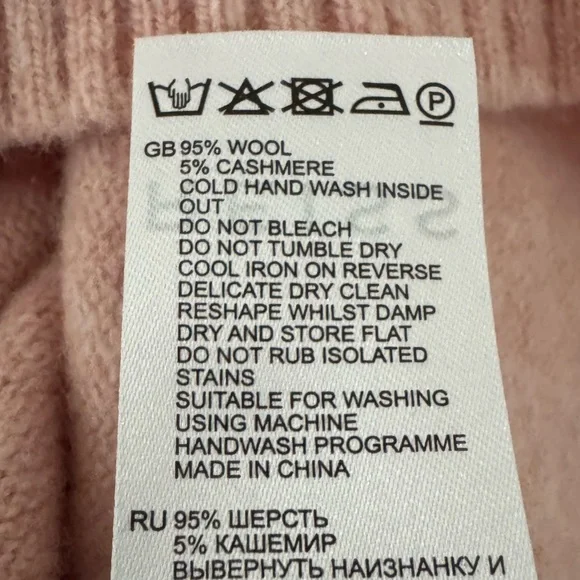 P
GB 95% WOOL
5% CASHMERE
COLD HAND WASH INSIDE
OUT
DO NOT BLEACH
DO NOT TUMBLE DRY
COOL IRON ON REVERSE
DELICATE DRY CLEAN
RESHAPE WHILST DAMP
DRY AND STORE FLAT
DO NOT RUB ISOLATED
STAINS
SUITABLE FOR WASHING
USING MACHINE
HANDWASH PROGRAMME
MADE IN CHINA
RU 95% ШЕРСТЬ
5% КАШЕМИР
ВЫВЕРНУТЬ НАИЗНАНКУ И